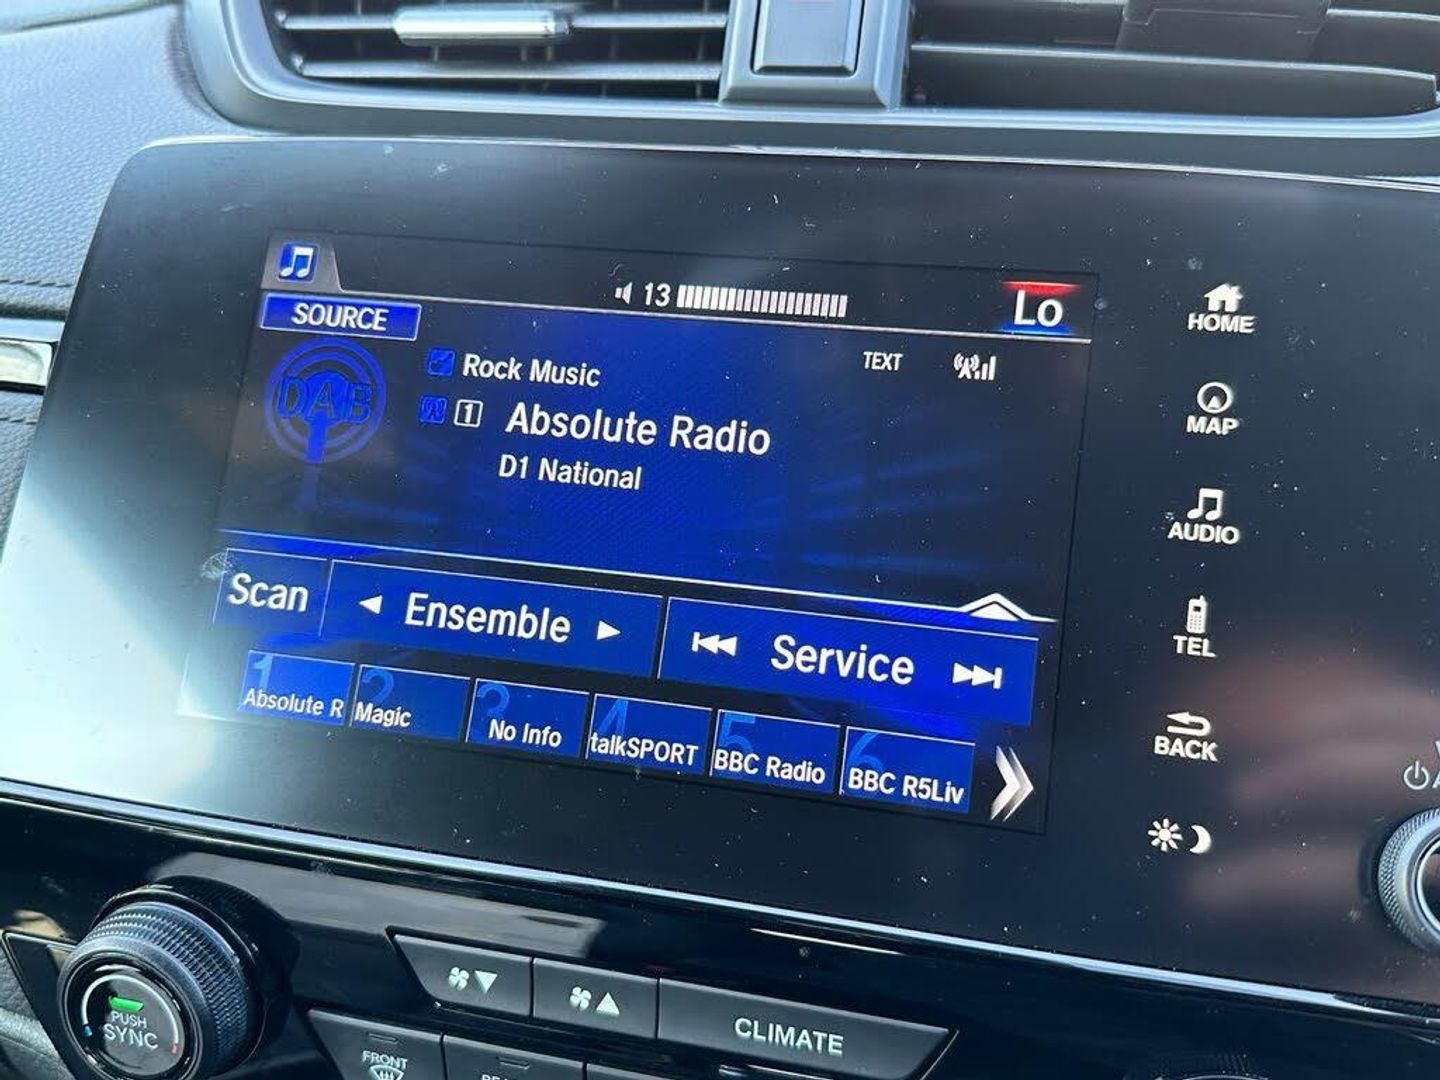 13
Lo
SOURCE
DAB
Rock Music
TEXT
1 Absolute Radio
D1 National
Scan
Ensemble
Service
1 Absolute R
2 Magic
3 No Info
4 talkSPORT
5 BBC Radio
6 BBC R5Liv
HOME
MAP
AUDIO
TEL
BACK
PUSH
SYNC
CLIMATE
FRONT